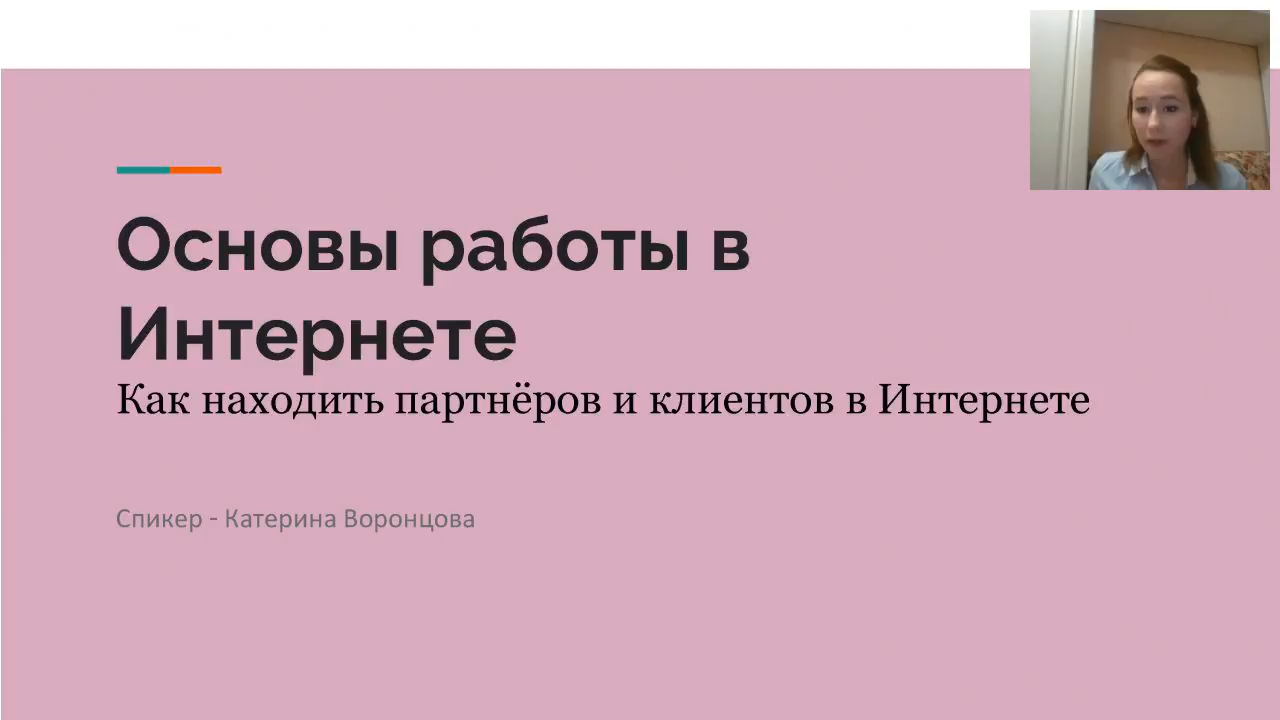 Основы работы в
Интернете
Как находить партнёров и клиентов в Интернете
Спикер - Катерина Воронцова